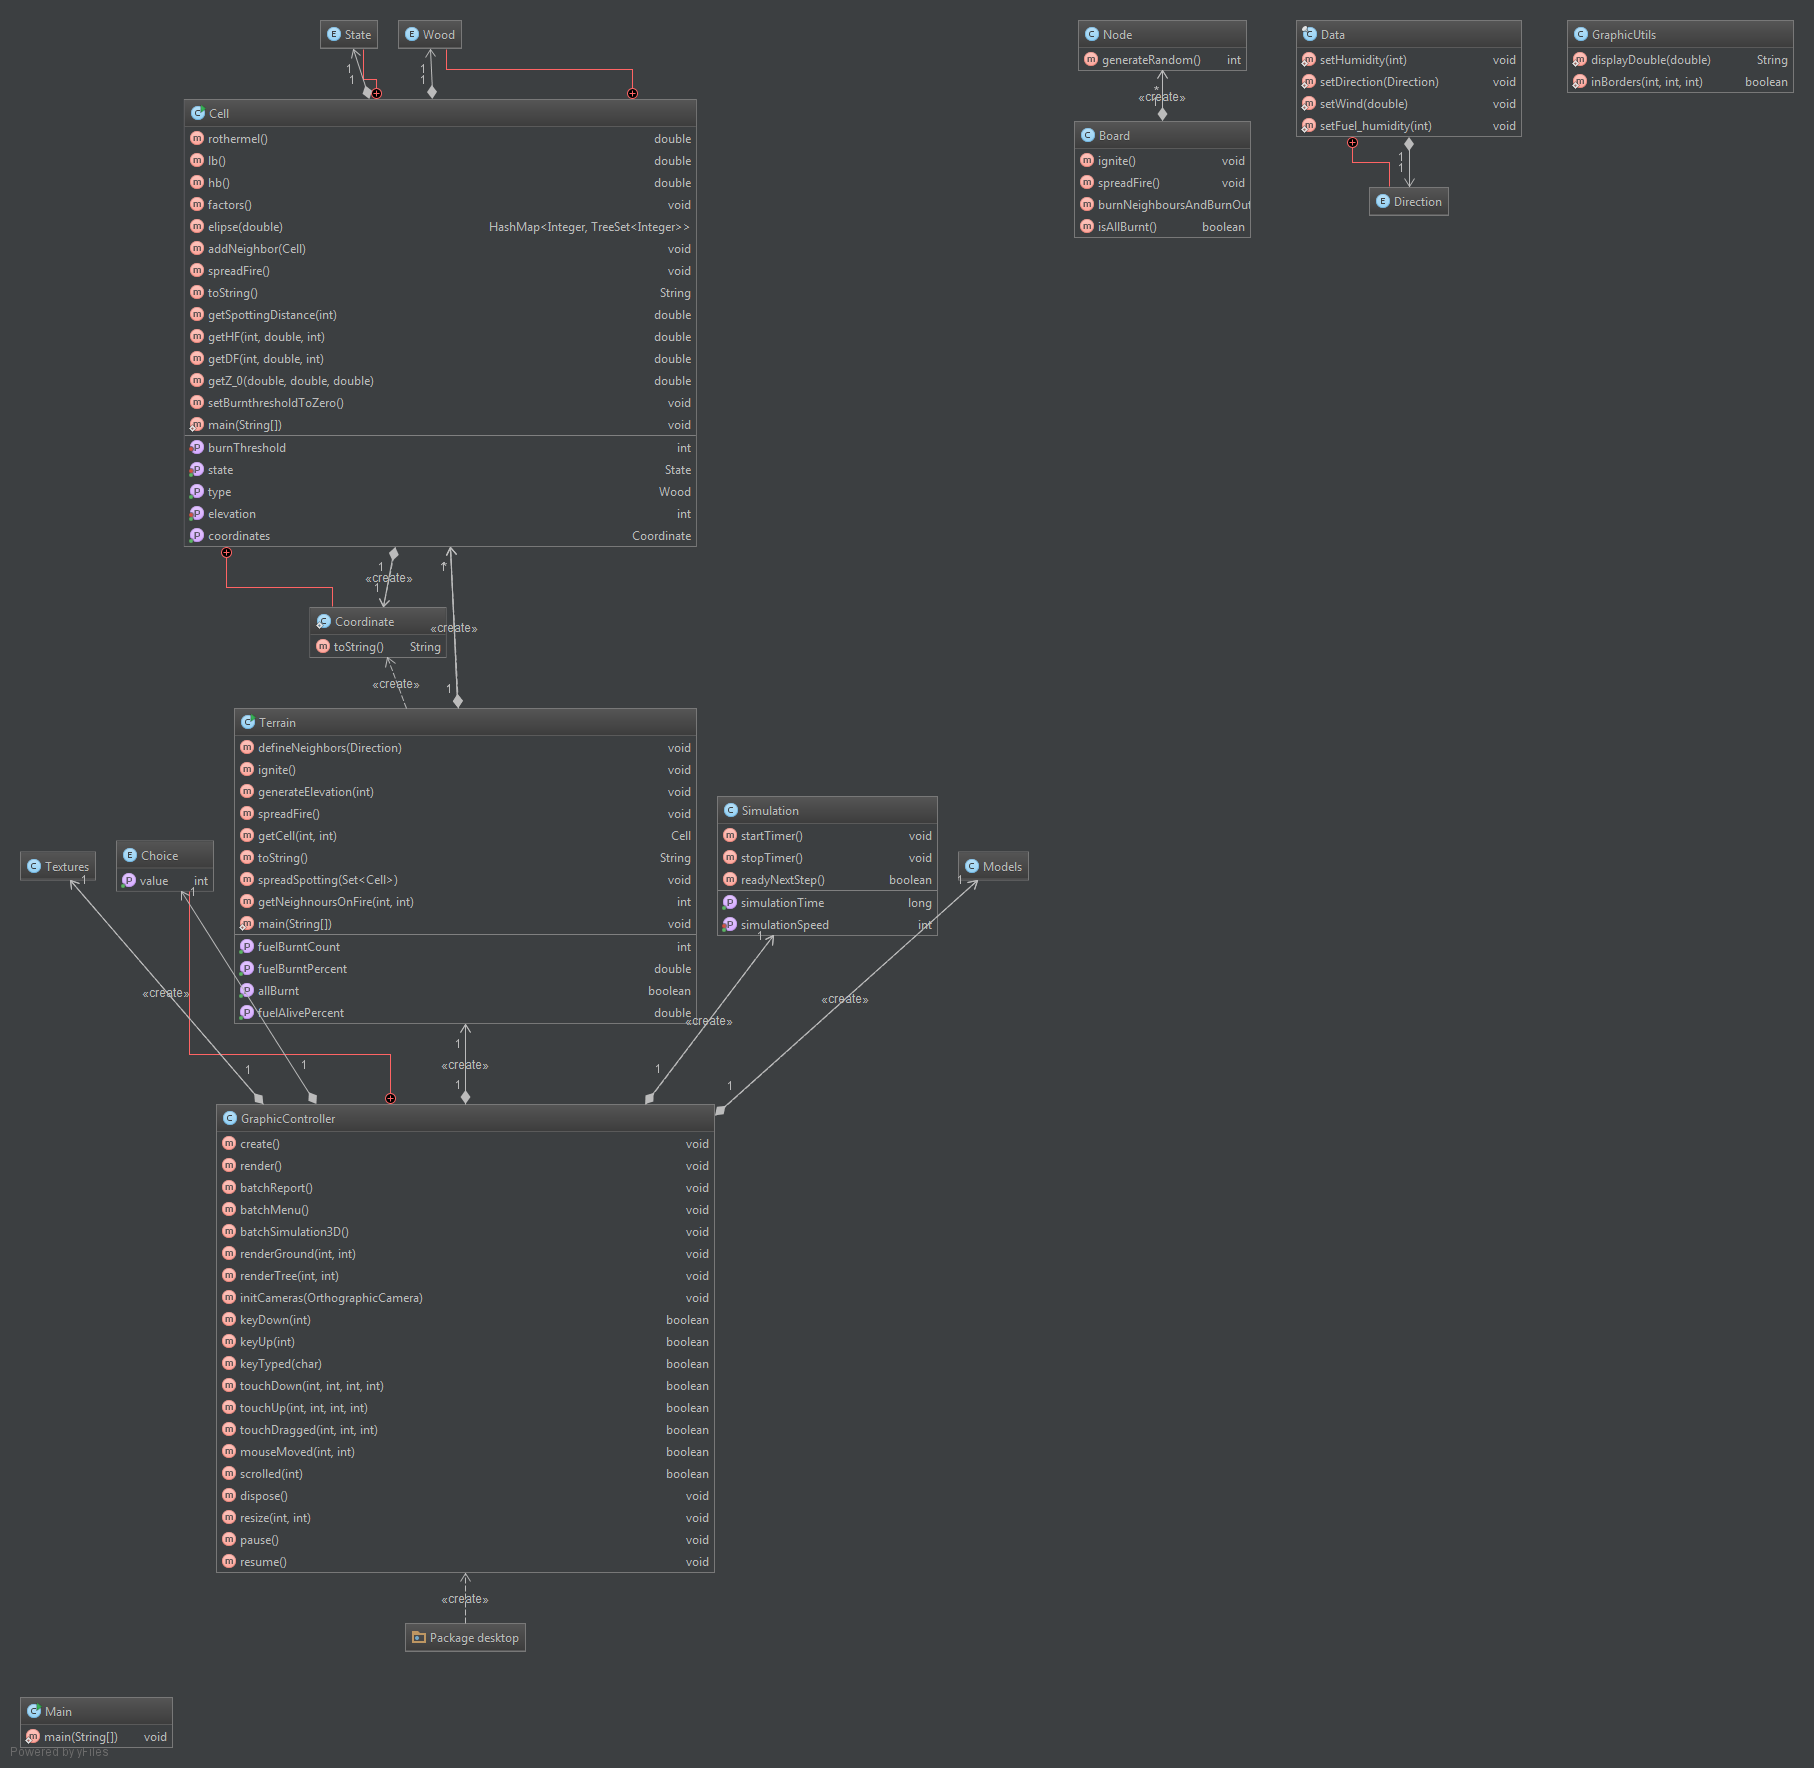 State
Wood
1
1
1
1
Cell
rothermel() double
lb() double
hb() double
factors() void
elipse(double) HashMap<Integer, TreeSet<Integer>>
addNeighbor(Cell) void
spreadFire() void
toString() String
getSpottingDistance(int) double
getHF(int, double, int) double
getDF(int, double, int) double
getZ_0(double, double, double) double
setBurnthresholdToZero() void
main(String[]) void
burnThreshold int
state State
type Wood
elevation int
coordinates Coordinate
1
«create»
1
*
Coordinate
toString() String
«create»
«create»
1
Terrain
defineNeighbors(Direction) void
ignite() void
generateElevation(int) void
spreadFire() void
getCell(int, int) Cell
toString() String
spreadSpotting(Set<Cell>) void
getNeighnoursOnFire(int, int) int
main(String[]) void
fuelBurntCount int
fuelBurntPercent double
allBurnt boolean
fuelAlivePercent double
Textures
1
Choice
value int
1
Simulation
startTimer() void
stopTimer() void
readyNextStep() boolean
simulationTime long
simulationSpeed int
1
Models
1
«create»
«create»
«create»
1
«create»
1
1
1
1
1
GraphicController
create() void
render() void
batchReport() void
batchMenu() void
batchSimulation3D() void
renderGround(int, int) void
renderTree(int, int) void
initCameras(OrthographicCamera) void
keyDown(int) boolean
keyUp(int) boolean
keyTyped(char) boolean
touchDown(int, int, int, int) boolean
touchUp(int, int, int, int) boolean
touchDragged(int, int, int) boolean
mouseMoved(int, int) boolean
scrolled(int) boolean
dispose() void
resize(int, int) void
pause() void
resume() void
«create»
Package desktop
Main
main(String[]) void
Powered by yFiles
Node
generateRandom() int
*
«create»
1
Board
ignite() void
spreadFire() void
burnNeighboursAndBurnOut
isAllBurnt() boolean
Data
setHumidity(int) void
setDirection(Direction) void
setWind(double) void
setFuel_humidity(int) void
1
1
Direction
GraphicUtils
displayDouble(double) String
inBorders(int, int, int) boolean